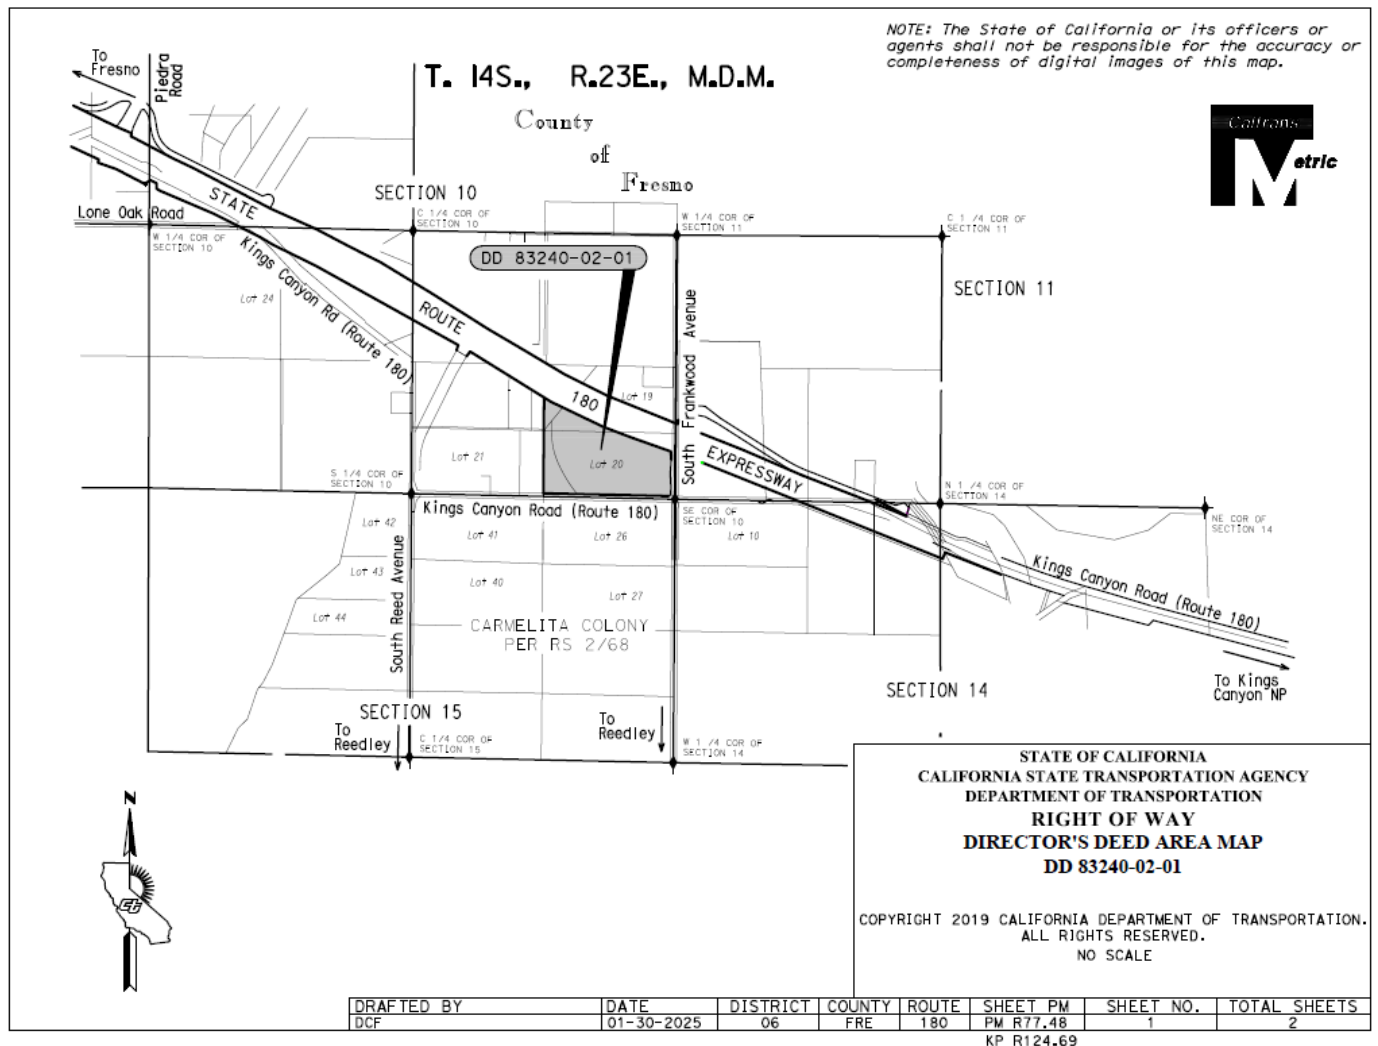 NOTE: The State of California or its officers or
agents shall not be responsible for the accuracy or
completeness of digital images of this map.
To
Fresno
Piedra
Road
T. 14S., R.23E., M.D.M.
County
of
Fresno
Caltrans
Metric
SECTION 10
STATE
Lone Oak Road
C 1/4 COR OF
SECTION 10
W 1/4 COR OF
SECTION 11
C 1/4 COR OF
SECTION 11
W 1/4 COR OF
SECTION 10
Kings Canyon Rd (Route 180)
DD 83240-02-01
SECTION 11
Lot 24
ROUTE
South Frankwood Avenue
180
Lot 19
Lot 21
Lot 20
EXPRESSWAY
S 1/4 COR OF
SECTION 10
N 1/4 COR OF
SECTION 14
Kings Canyon Road (Route 180)
SE COR OF
SECTION 10
NE COR OF
SECTION 14
Lot 42
Lot 41
Lot 26
Lot 10
South Reed Avenue
Lot 43
Lot 40
Lot 27
Kings Canyon Road (Route 180)
Lot 44
CARMELITA COLONY
PER RS 2/68
To Kings
Canyon NP
SECTION 14
SECTION 15
To
Reedley
To
Reedley
C 1/4 COR OF
SECTION 15
W 1/4 COR OF
SECTION 14
STATE OF CALIFORNIA
CALIFORNIA STATE TRANSPORTATION AGENCY
DEPARTMENT OF TRANSPORTATION
RIGHT OF WAY
DIRECTOR'S DEED AREA MAP
DD 83240-02-01
N
ct
COPYRIGHT 2019 CALIFORNIA DEPARTMENT OF TRANSPORTATION.
ALL RIGHTS RESERVED.
NO SCALE
DRAFTED BY DATE DISTRICT COUNTY ROUTE SHEET PM SHEET NO. TOTAL SHEETS
DCF 01-30-2025 06 FRE 180 PM R77.48 1 2
KP R124.69